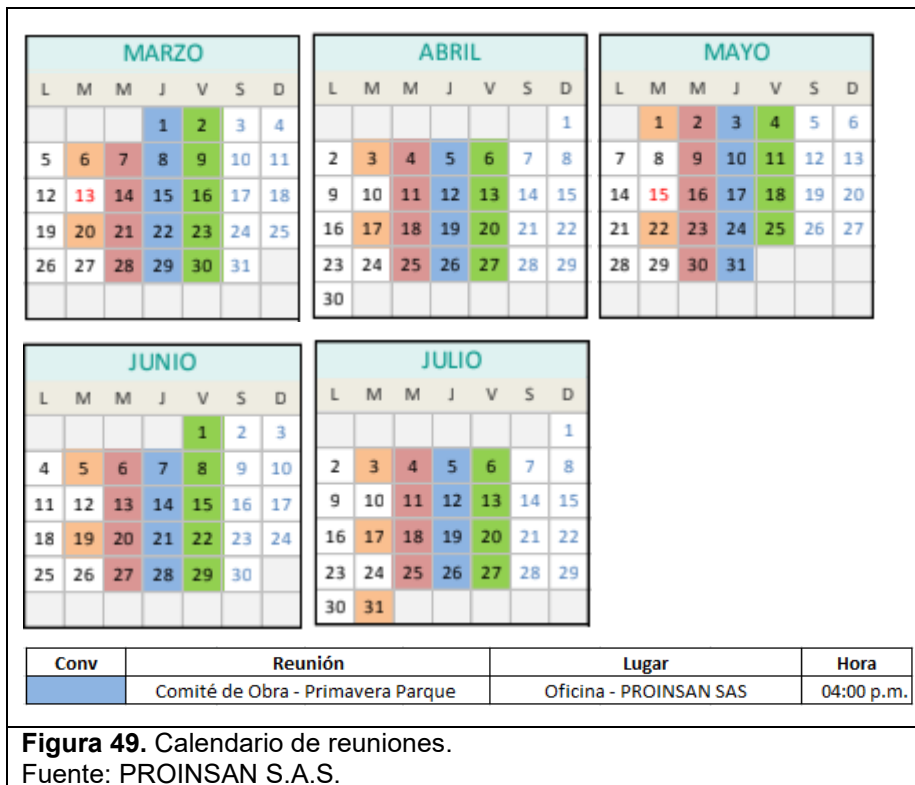 MARZO
L M M J V S D
1 2 3 4
5 6 7 8 9 10 11
12 13 14 15 16 17 18
19 20 21 22 23 24 25
26 27 28 29 30 31
ABRIL
L M M J V S D
1
2 3 4 5 6 7 8
9 10 11 12 13 14 15
16 17 18 19 20 21 22
23 24 25 26 27 28 29
30
MAYO
L M M J V S D
1 2 3 4 5 6
7 8 9 10 11 12 13
14 15 16 17 18 19 20
21 22 23 24 25 26 27
28 29 30 31
JUNIO
L M M J V S D
1 2 3
4 5 6 7 8 9 10
11 12 13 14 15 16 17
18 19 20 21 22 23 24
25 26 27 28 29 30
JULIO
L M M J V S D
1
2 3 4 5 6 7 8
9 10 11 12 13 14 15
16 17 18 19 20 21 22
23 24 25 26 27 28 29
30 31
Conv Reunión Lugar Hora
Comité de Obra - Primavera Parque Oficina - PROINSAN SAS 04:00 p.m.
Figura 49. Calendario de reuniones.
Fuente: PROINSAN S.A.S.